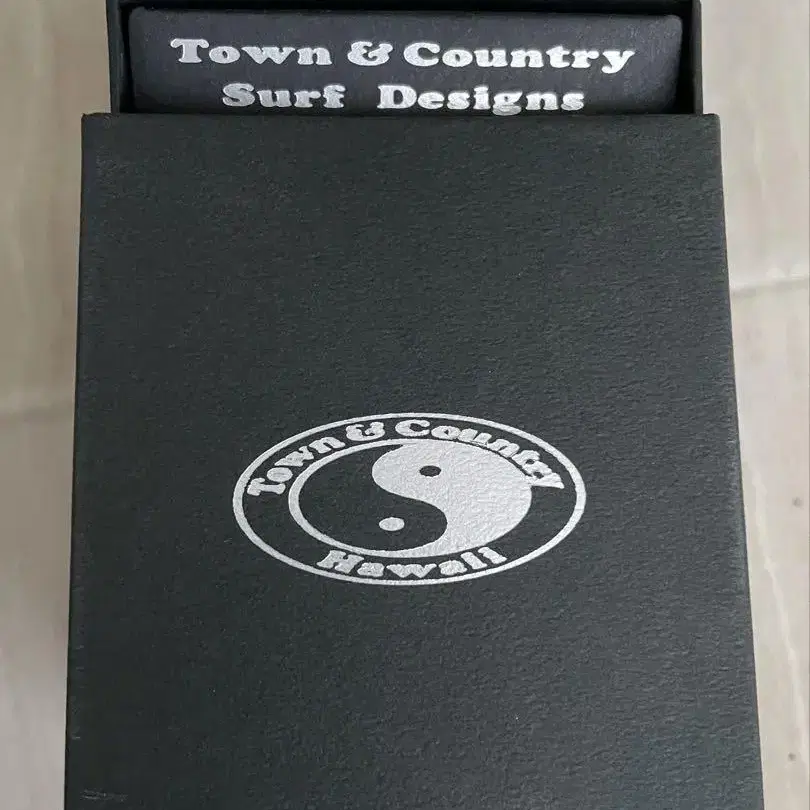 Town & Country
Surf Designs
Town & Country
Hawaii